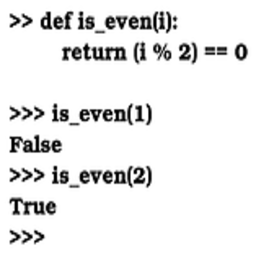 >> def is_even(i):
return (i % 2) == 0
>>> is_even(1)
False
>>> is_even(2)
True
>>>